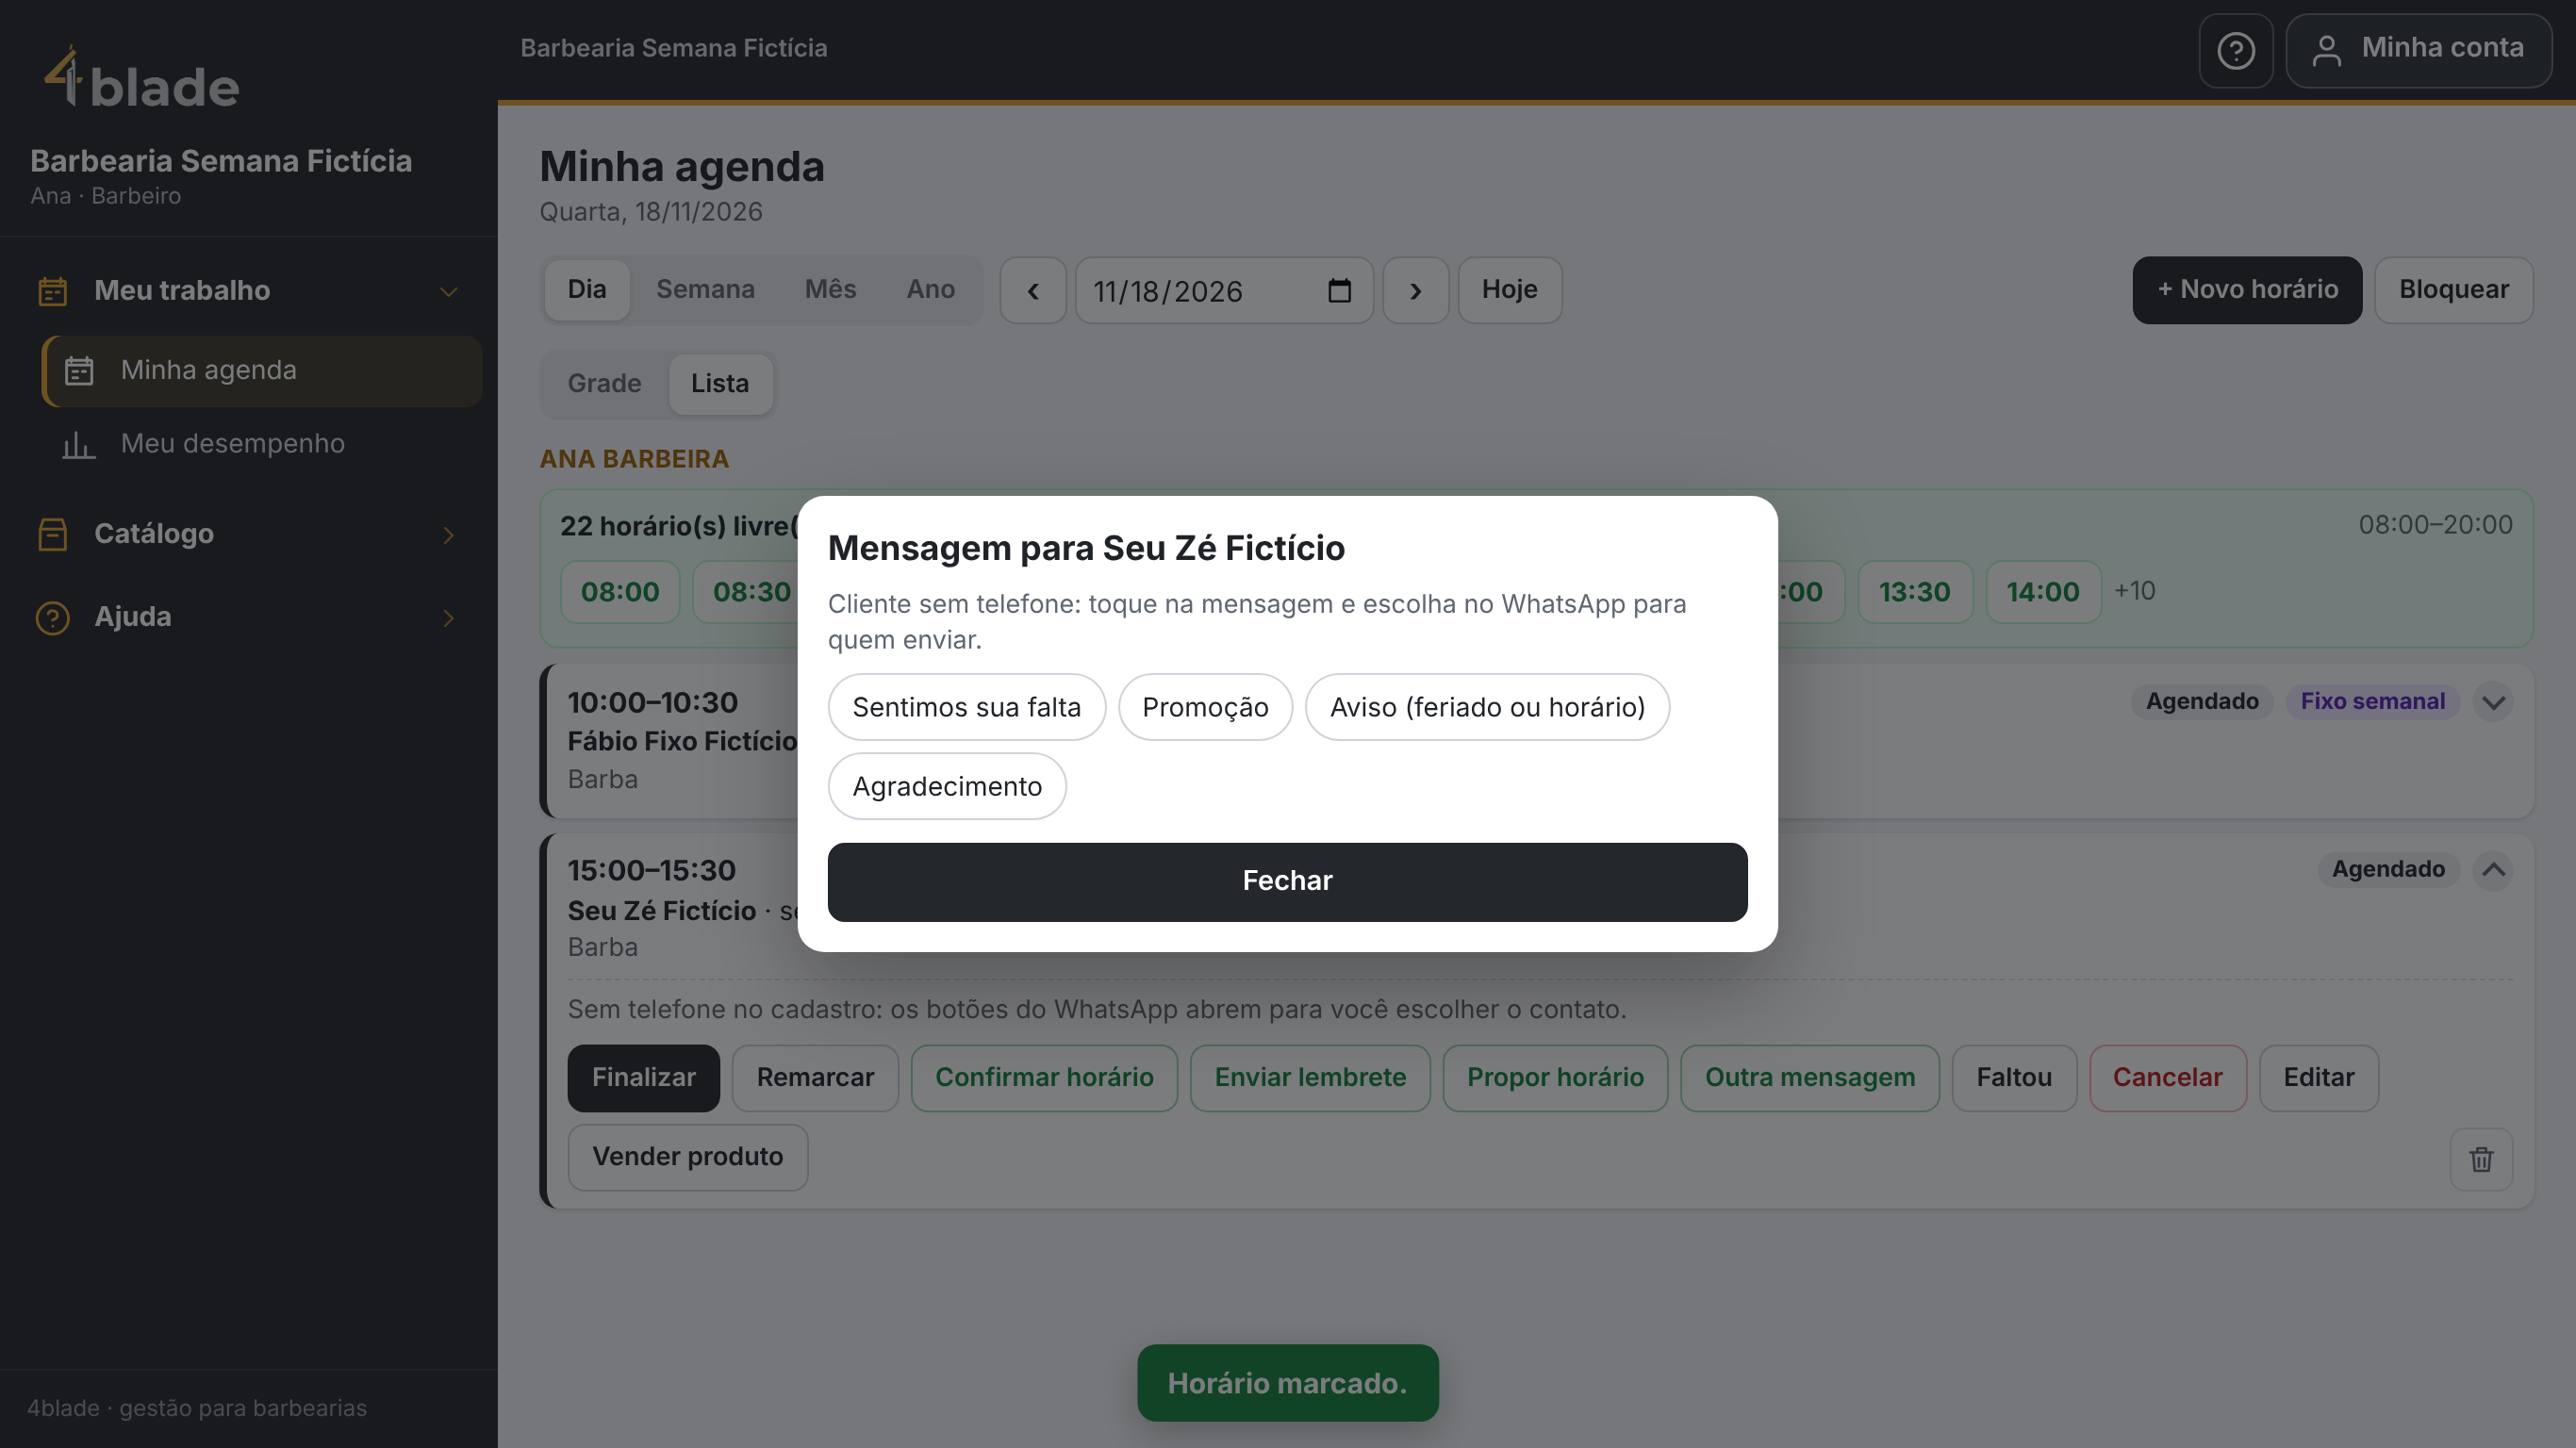 4blade
Barbearia Semana Fictícia
Ana · Barbeiro
Meu trabalho
Minha agenda
Meu desempenho
Catálogo
Ajuda
4blade · gestão para barbearias
Barbearia Semana Fictícia
Minha conta
Minha agenda
Quarta, 18/11/2026
Dia Semana Mês Ano ‹ 11/18/2026 › Hoje + Novo horário Bloquear
Grade Lista
ANA BARBEIRA
22 horário(s) livre( 08:00–20:00
08:00 08:30 :00 13:30 14:00 +10
10:00–10:30 Agendado Fixo semanal
Fábio Fixo Fictício
Barba
Mensagem para Seu Zé Fictício
Cliente sem telefone: toque na mensagem e escolha no WhatsApp para
quem enviar.
Sentimos sua falta Promoção Aviso (feriado ou horário)
Agradecimento
Fechar
15:00–15:30 Agendado
Seu Zé Fictício ·
Barba
Sem telefone no cadastro: os botões do WhatsApp abrem para você escolher o contato.
Finalizar Remarcar Confirmar horário Enviar lembrete Propor horário Outra mensagem Faltou Cancelar Editar
Vender produto
Horário marcado.